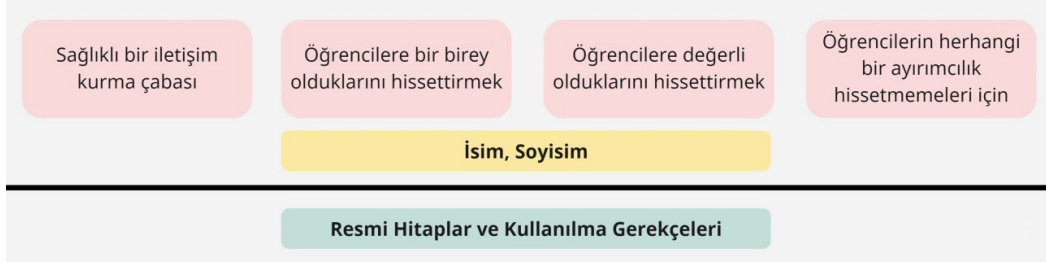 Sağlıklı bir iletişim
kurma çabası
Öğrencilere bir birey
olduklarını hissettirmek
Öğrencilere değerli
olduklarını hissettirmek
Öğrencilerin herhangi
bir ayırımcılık
hissetmemeleri için
İsim, Soyisim
Resmi Hitaplar ve Kullanılma Gerekçeleri